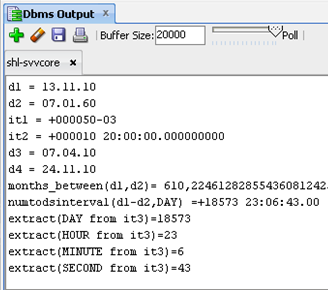 Dbms Output x
Buffer Size: 20000 Poll
shl-svvcore x
d1 = 13.11.10
d2 = 07.01.60
it1 = +000050-03
it2 = +000010 20:00:00.000000000
d3 = 07.04.10
d4 = 24.11.10
months_between(d1,d2)= 610,22461282855436081242
numtodsinterval(d1-d2,DAY) =+18573 23:06:43.00
extract(DAY from it3)=18573
extract(HOUR from it3)=23
extract(MINUTE from it3)=6
extract(SECOND from it3)=43